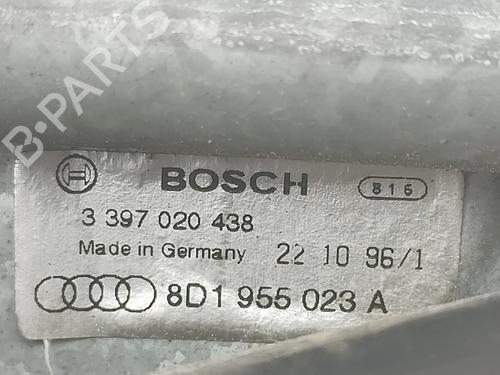 B-PARTS
BOSCH 816
3 397 020 438
Made in Germany 22 10 96/1
8D1 955 023 A